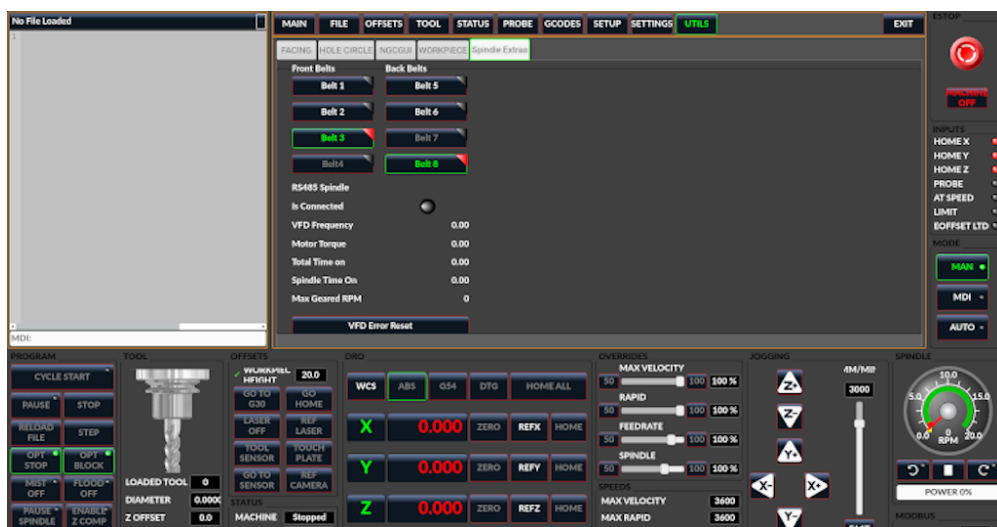 No File Loaded
MAIN FILE OFFSETS TOOL STATUS PROBE GCODES SETUP SETTINGS UTILS EXIT
ESTOP
1
FACING HOLE CIRCLE NGCGUI WORKPIECE Spindle Extras
Front Belts Back Belts
Belt 1 Belt 5
Belt 2 Belt 6
Belt 3 Belt 7
Belt4 Belt 8
RS485 Spindle
Is Connected
VFD Frequency 0.00
Motor Torque 0.00
Total Time on 0.00
Spindle Time On 0.00
Max Geared RPM 0
VFD Error Reset
MDI:
MACHINE
OFF
INPUTS
HOME X
HOME Y
HOME Z
PROBE
AT SPEED
LIMIT
EOFFSET LTD
MODE
MAN
MDI
AUTO
PROGRAM
CYCLE START
PAUSE STOP
RELOAD FILE STEP
OPT STOP OPT BLOCK
MIST OFF FLOOD OFF
PAUSE SPINDLE ENABLE Z COMP
TOOL
LOADED TOOL 0
DIAMETER 0.000
Z OFFSET 0.0
OFFSETS
WORKPIEC
HEIGHT 20.0
GO TO G30 GO HOME
LASER OFF REF LASER
TOOL SENSOR TOUCH PLATE
GO TO SENSOR REF CAMERA
STATUS
MACHINE Stopped
DRO
WCS ABS G54 DTG HOME ALL
X 0.000 ZERO REFX HOME
Y 0.000 ZERO REFY HOME
Z 0.000 ZERO REFZ HOME
OVERRIDES
MAX VELOCITY
50 100 100 %
RAPID
50 100 100 %
FEEDRATE
50 100 100 %
SPINDLE
50 100 100 %
SPEEDS
MAX VELOCITY 3600
MAX RAPID 3600
JOGGING
Z+
Z-
Y+
X- X+
Y-
3000
SPINDLE
10.0
5.0 15.0
0.0 RPM 20.0
POWER 0%
MODBUS